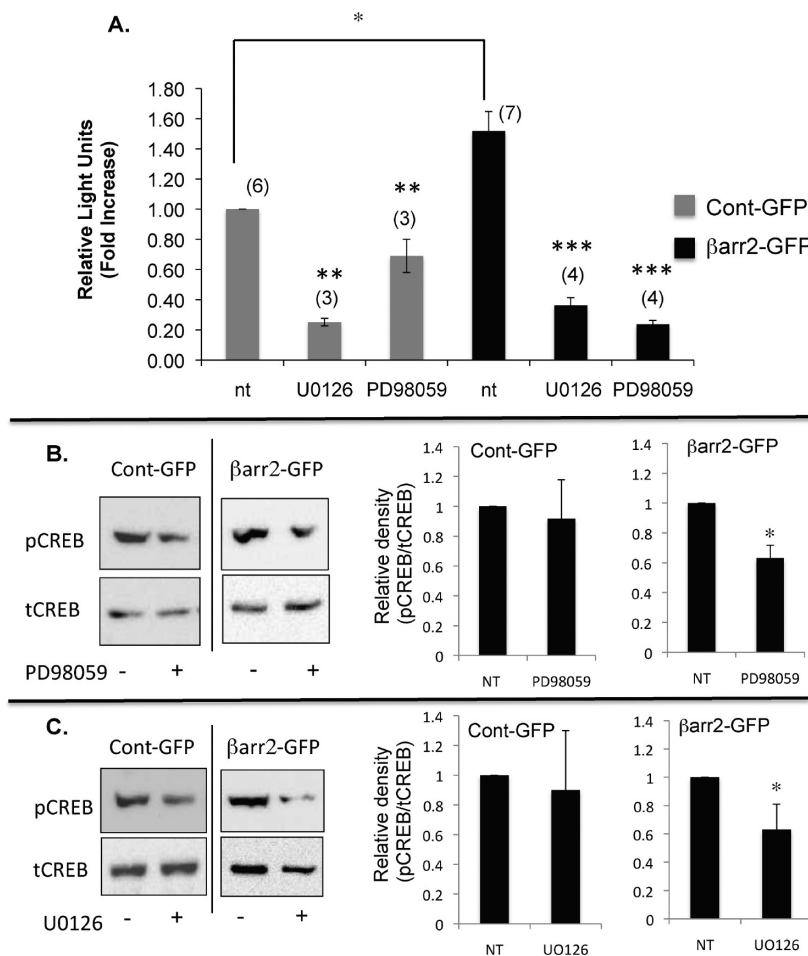 A.
*
Relative Light Units
(Fold Increase)
1.80
1.60
1.40
1.20
1.00
0.80
0.60
0.40
0.20
0.00
(6)
**
(3)
**
(3)
(7)
***
(4)
***
(4)
nt
U0126
PD98059
nt
U0126
PD98059
Cont-GFP
βarr2-GFP
B.
Cont-GFP
βarr2-GFP
pCREB
tCREB
PD98059 - + - +
Relative density
(pCREB/tCREB)
1.4
1.2
1
0.8
0.6
0.4
0.2
0
Cont-GFP
NT
PD98059
1.4
1.2
1
0.8
0.6
0.4
0.2
0
βarr2-GFP
*
NT
PD98059
C.
Cont-GFP
βarr2-GFP
pCREB
tCREB
U0126 - + - +
Relative density
(pCREB/tCREB)
1.4
1.2
1
0.8
0.6
0.4
0.2
0
Cont-GFP
NT
UO126
1.4
1.2
1
0.8
0.6
0.4
0.2
0
βarr2-GFP
*
NT
UO126